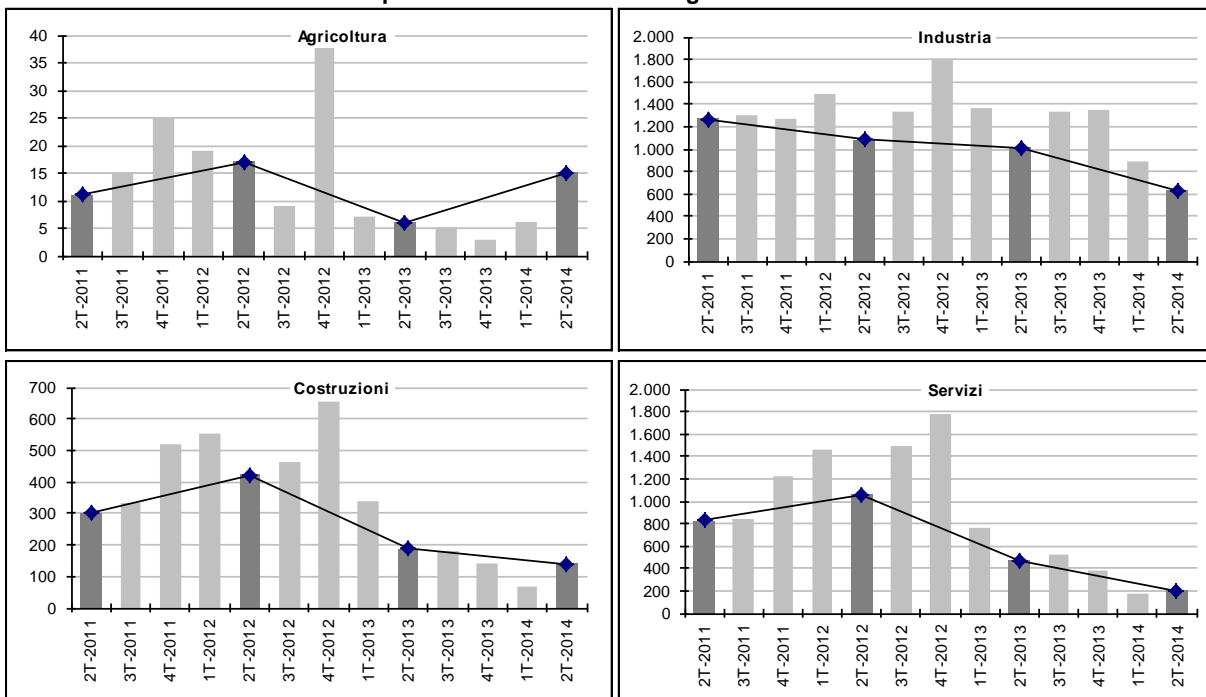 Agricoltura
40
35
30
25
20
15
10
5
0
2T-2011
3T-2011
4T-2011
1T-2012
2T-2012
3T-2012
4T-2012
1T-2013
2T-2013
3T-2013
4T-2013
1T-2014
2T-2014
Industria
2.000
1.800
1.600
1.400
1.200
1.000
800
600
400
200
0
2T-2011
3T-2011
4T-2011
1T-2012
2T-2012
3T-2012
4T-2012
1T-2013
2T-2013
3T-2013
4T-2013
1T-2014
2T-2014
Costruzioni
700
600
500
400
300
200
100
0
2T-2011
3T-2011
4T-2011
1T-2012
2T-2012
3T-2012
4T-2012
1T-2013
2T-2013
3T-2013
4T-2013
1T-2014
2T-2014
Servizi
2.000
1.800
1.600
1.400
1.200
1.000
800
600
400
200
0
2T-2011
3T-2011
4T-2011
1T-2012
2T-2012
3T-2012
4T-2012
1T-2013
2T-2013
3T-2013
4T-2013
1T-2014
2T-2014